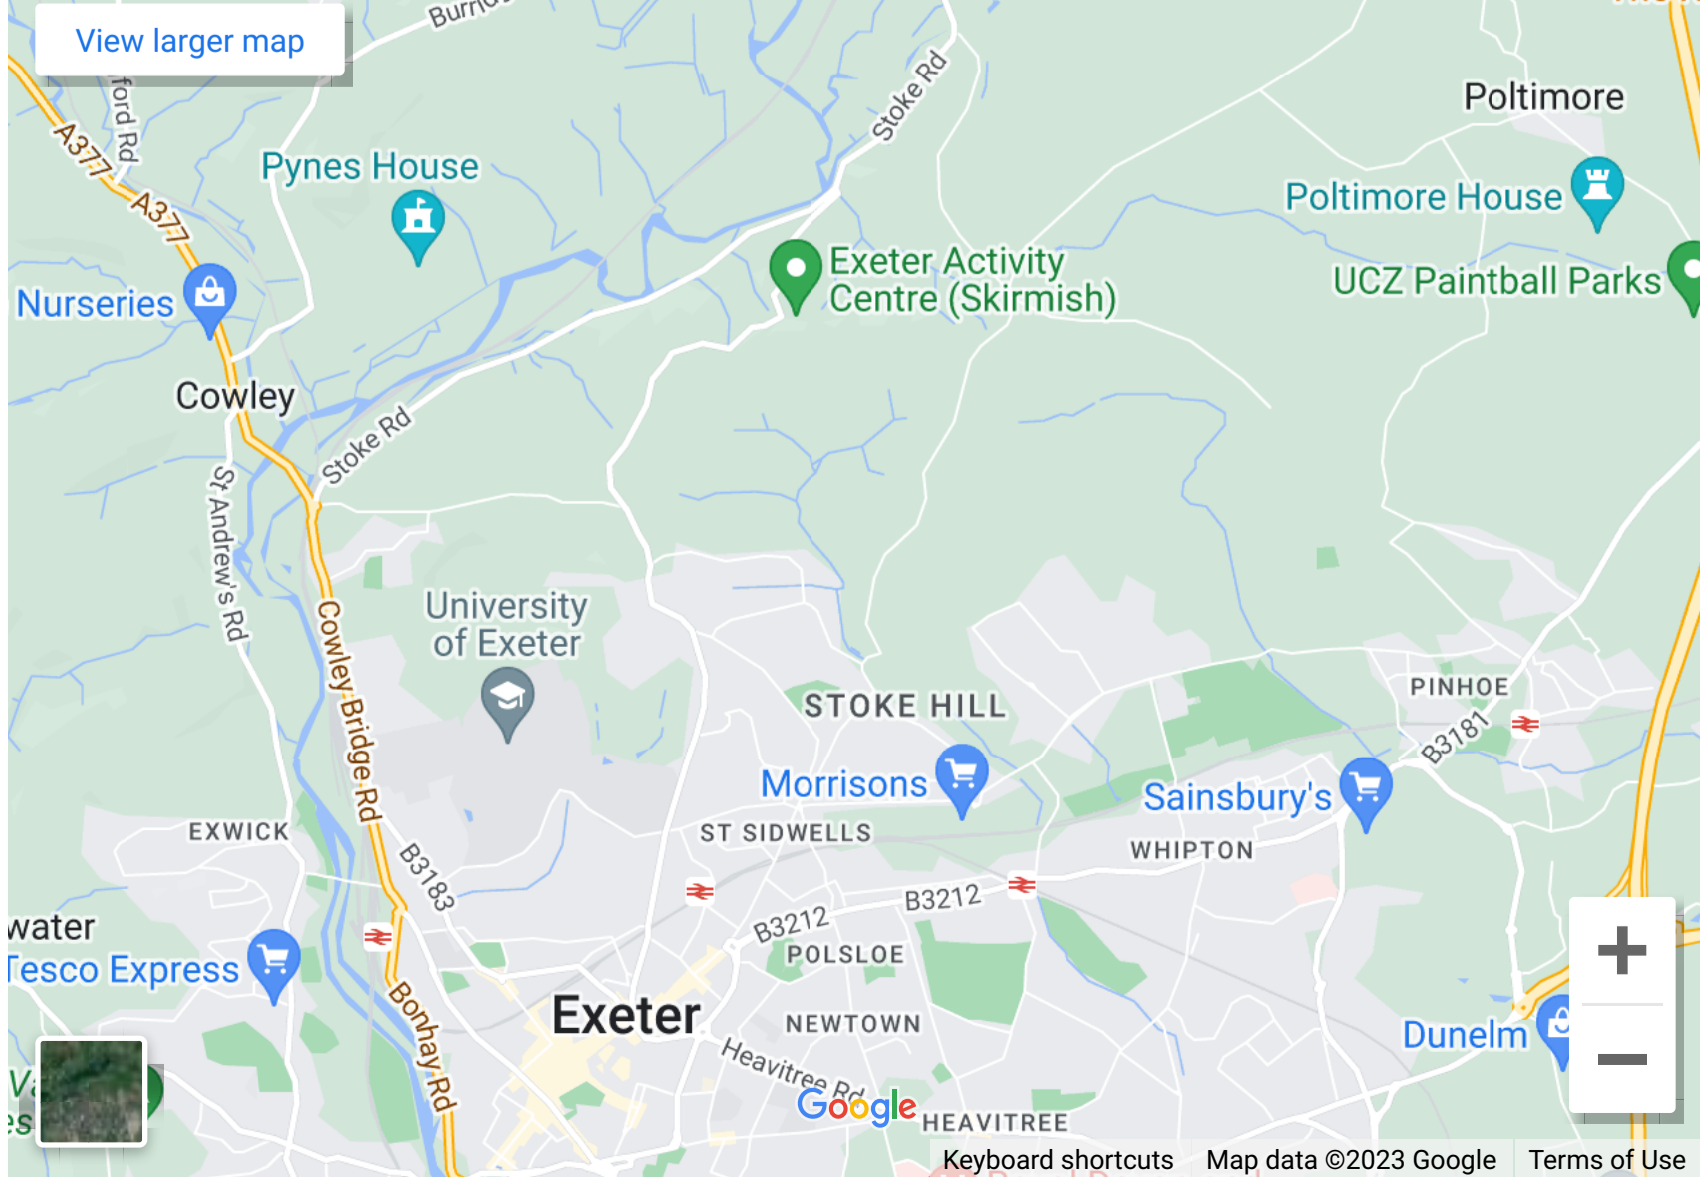 View larger map
Stoke Rd
Poltimore
ford Rd
A377
Pynes House
A377
Poltimore House
Exeter Activity
Centre (Skirmish)
UCZ Paintball Parks
Nurseries
Cowley
Stoke Rd
St Andrew's Rd
University
of Exeter
Cowley Bridge Rd
PINHOE
STOKE HILL
B3181
Morrisons
Sainsbury's
EXWICK
ST SIDWELLS
WHIPTON
B3183
B3212
B3212
water
POLSLOE
Tesco Express
Exeter
NEWTOWN
Dunelm
Bonhay Rd
Heavitree Rd
Google
HEAVITREE
Keyboard shortcuts
Map data ©2023 Google
Terms of Use